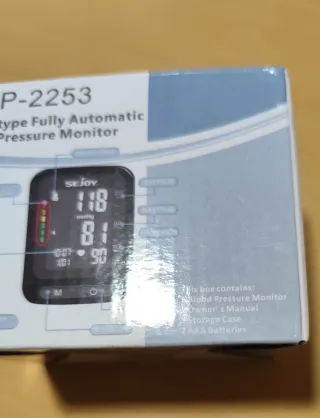 P-2253
type Fully Automatic
Pressure Monitor
SEJOY
118
mmHg
81
90
M
This box contains:
Blood Pressure Monitor
Owner's Manual
Storage Case
2 AAA Batteries